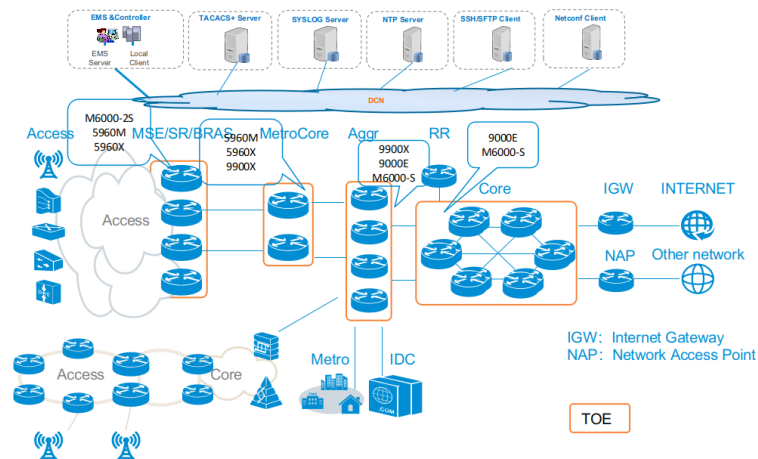 EMS &Controller
TACACS+ Server
SYSLOG Server
NTP Server
SSH/SFTP Client
Netconf Client
EMS
Server
Local
Client
DCN
Access
M6000-2S
5960M
5960X
MSE/SR/BRAS
5960M
5960X
9900X
MetroCore
Aggr
9900X
9000E
M6000-S
RR
9000E
M6000-S
Core
IGW
INTERNET
Access
NAP
Other network
IGW: Internet Gateway
NAP: Network Access Point
Access
Core
Metro
IDC
.COM
TOE